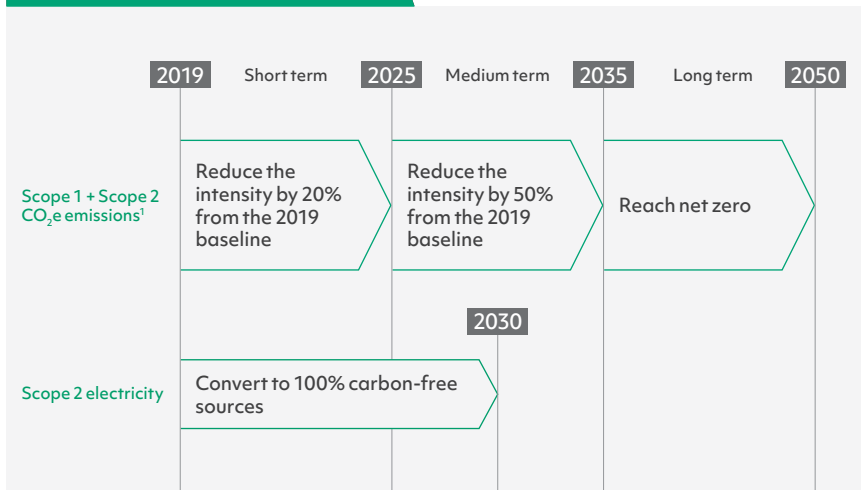 2019 Short term 2025 Medium term 2035 Long term 2050
Scope 1 + Scope 2
CO₂e emissions¹
Reduce the
intensity by 20%
from the 2019
baseline
Reduce the
intensity by 50%
from the 2019
baseline
Reach net zero
2030
Scope 2 electricity
Convert to 100% carbon-free
sources